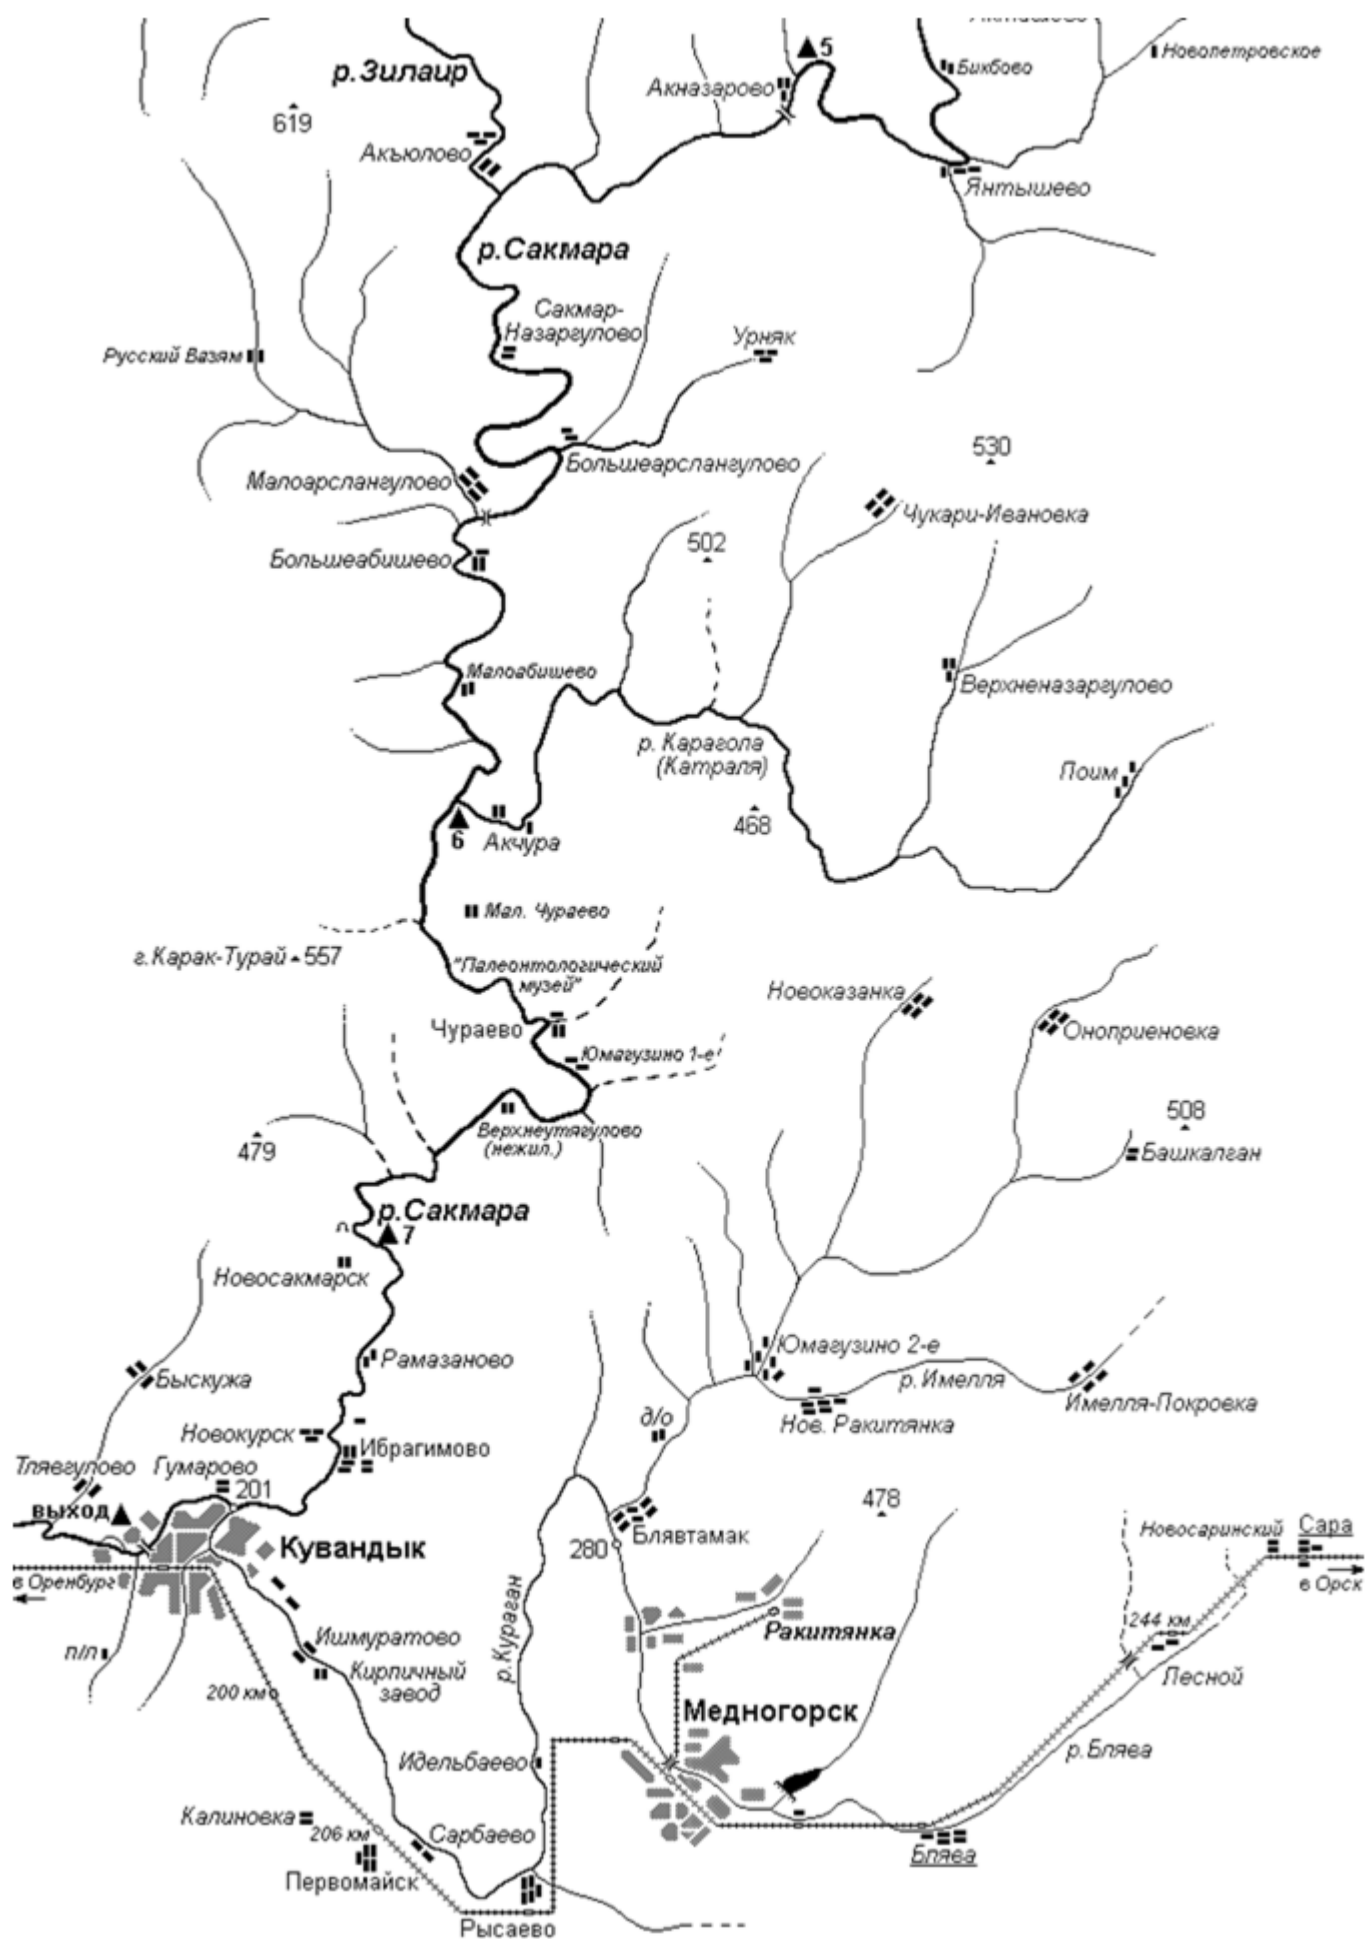 5
Новопетровское
Бикбово
р.Зилаир
Акназарово
619
Акъюлово
Янтышево
р.Сакмара
Сакмар-
Назаргулово
Урняк
Русский Вазям
530
Большеарслангулово
Малоарслангулово
Чукари-Ивановка
502
Большеабишево
Малоабишево
Верхненазаргулово
р. Карагола
(Катраля)
Поим
468
6
Акчура
Мал. Чураево
г.Карак-Турай
557
"Палеонтологический
музей"
Новоказанка
Чураево
Оноприеновка
Юмагузино 1-е
508
Верхнеутягулово
(нежил.)
479
Башкалган
р.Сакмара
7
Новосакмарск
Юмагузино 2-е
Рамазаново
р.Имелля
Быскужа
Имелля-Покровка
д/о
Нов. Ракитянка
Новокурск
Ибрагимово
Тлявгулово
Гумарово
201
478
выход
Блявтамак
Новосаринский
Сара
Кувандык
280
в Оренбург
в Орск
р.Кураган
244 км
Ракитянка
Ишмуратово
п/л
Кирпичный
завод
Лесной
200 км
Медногорск
р.Блява
Идельбаево
Калиновка
206 км
Сарбаево
Блява
Первомайск
Рысаево